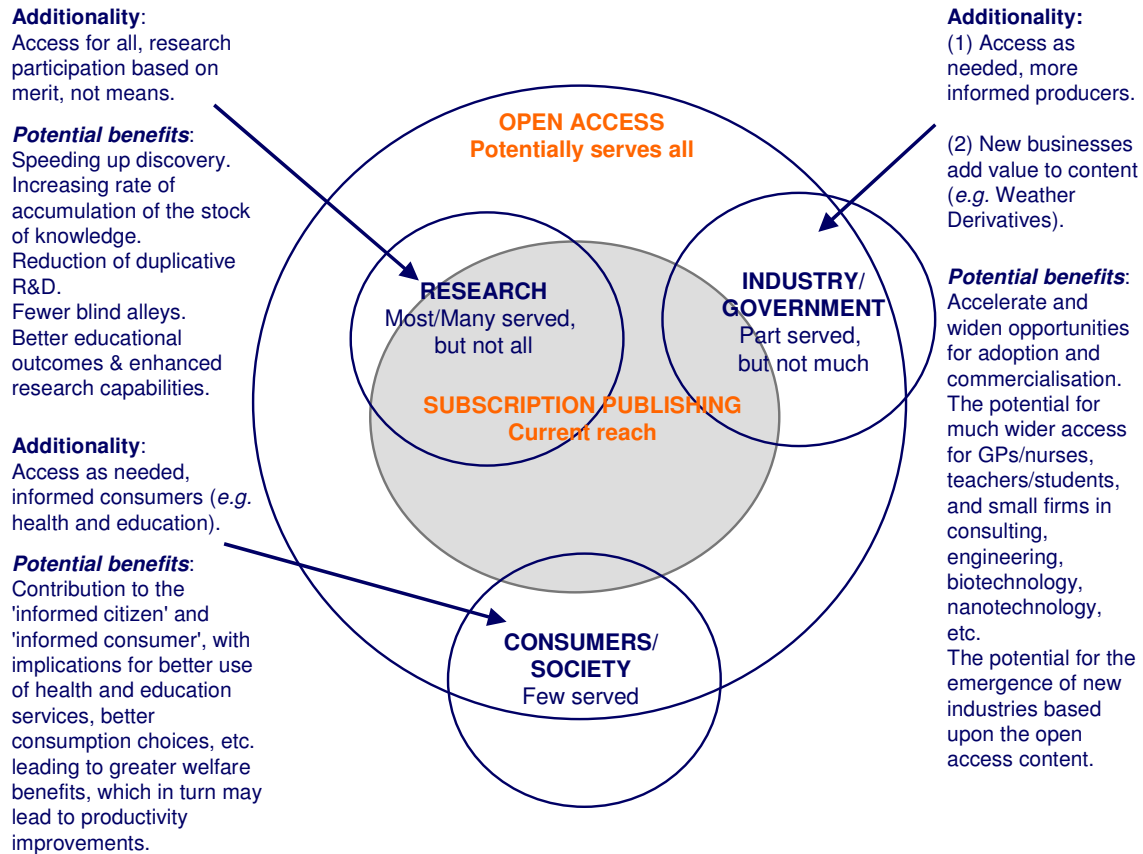 Additionality:
Access for all, research
participation based on
merit, not means.
Potential benefits:
Speeding up discovery.
Increasing rate of
accumulation of the stock
of knowledge.
Reduction of duplicative
R&D.
Fewer blind alleys.
Better educational
outcomes & enhanced
research capabilities.
Additionality:
Access as needed,
informed consumers (e.g.
health and education).
Potential benefits:
Contribution to the
'informed citizen' and
'informed consumer', with
implications for better use
of health and education
services, better
consumption choices, etc.
leading to greater welfare
benefits, which in turn may
lead to productivity
improvements.
OPEN ACCESS
Potentially serves all
RESEARCH
Most/Many served,
but not all
INDUSTRY/
GOVERNMENT
Part served,
but not much
SUBSCRIPTION PUBLISHING
Current reach
CONSUMERS/
SOCIETY
Few served
Additionality:
(1) Access as
needed, more
informed producers.
(2) New businesses
add value to content
(e.g. Weather
Derivatives).
Potential benefits:
Accelerate and
widen opportunities
for adoption and
commercialisation.
The potential for
much wider access
for GPs/nurses,
teachers/students,
and small firms in
consulting,
engineering,
biotechnology,
nanotechnology,
etc.
The potential for the
emergence of new
industries based
upon the open
access content.